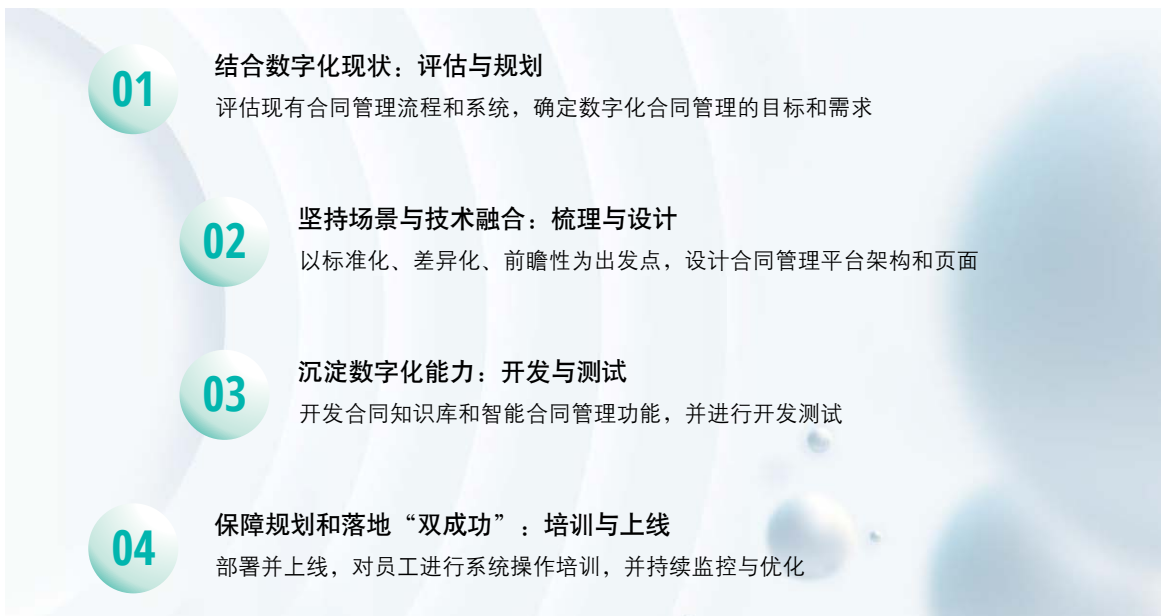 01
结合数字化现状：评估与规划
评估现有合同管理流程和系统，确定数字化合同管理的目标和需求
02
坚持场景与技术融合：梳理与设计
以标准化、差异化、前瞻性为出发点，设计合同管理平台架构和页面
03
沉淀数字化能力：开发与测试
开发合同知识库和智能合同管理功能，并进行开发测试
04
保障规划和落地“双成功”：培训与上线
部署并上线，对员工进行系统操作培训，并持续监控与优化